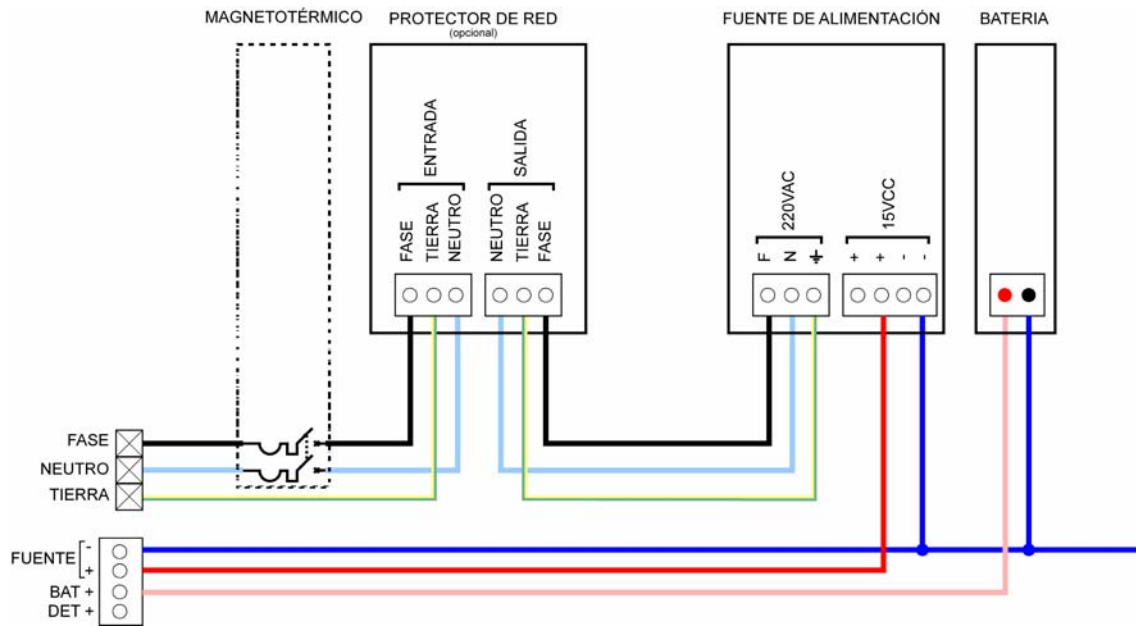 MAGNETOTÉRMICO
PROTECTOR DE RED
(opcional)
FUENTE DE ALIMENTACIÓN
BATERIA
ENTRADA
SALIDA
FASE
TIERRA
NEUTRO
NEUTRO
TIERRA
FASE
220VAC
15VCC
F
N
+
+
-
-
FASE
NEUTRO
TIERRA
FUENTE
-
+
BAT +
DET +